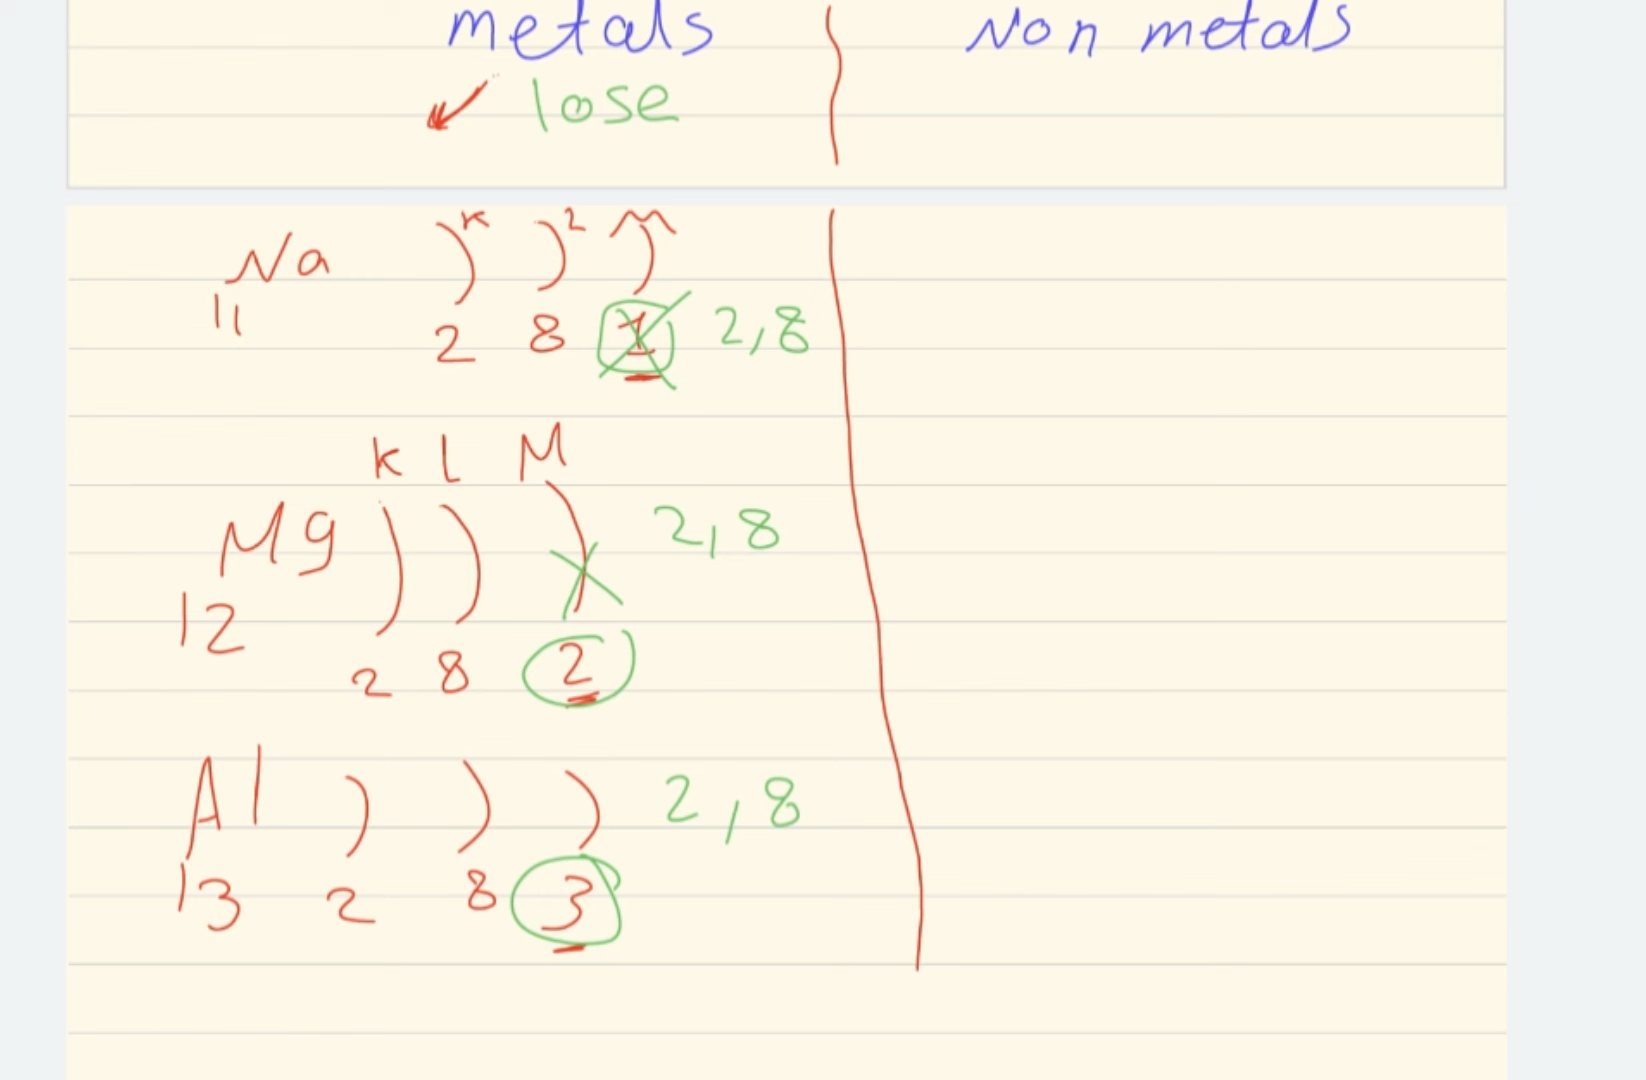 metals Non metals
lose
Na K 2 M
11 2 8 1 2,8
K L M
Mg 2,8
12
2 8 2
Al 2,8
13 2 8 3